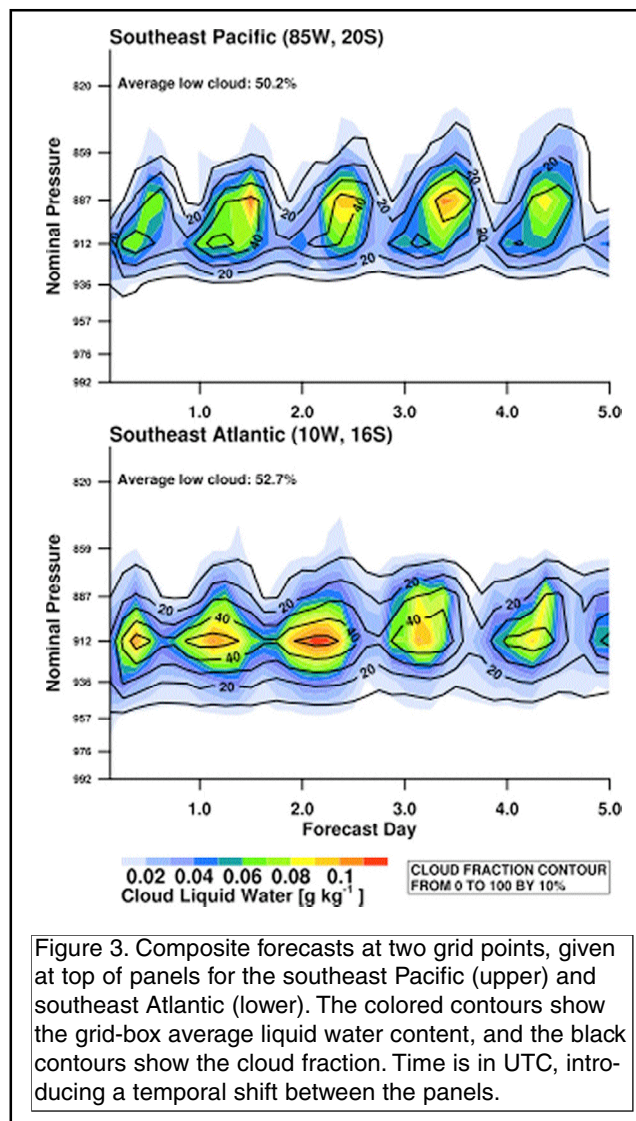 Southeast Pacific (85W, 20S)
Average low cloud: 50.2%
Nominal Pressure
820
859
887
912
936
957
976
992
20
20
20
40
20
40
20
20
20
20
1.0 2.0 3.0 4.0 5.0
Southeast Atlantic (10W, 16S)
Average low cloud: 52.7%
Nominal Pressure
820
859
887
912
936
957
976
992
20
40
40
20
20
40
20
20
20
1.0 2.0 3.0 4.0 5.0
Forecast Day
0.02 0.04 0.06 0.08 0.1
Cloud Liquid Water [g kg⁻¹ ]
CLOUD FRACTION CONTOUR
FROM 0 TO 100 BY 10%
Figure 3. Composite forecasts at two grid points, given
at top of panels for the southeast Pacific (upper) and
southeast Atlantic (lower). The colored contours show
the grid-box average liquid water content, and the black
contours show the cloud fraction. Time is in UTC, intro-
ducing a temporal shift between the panels.